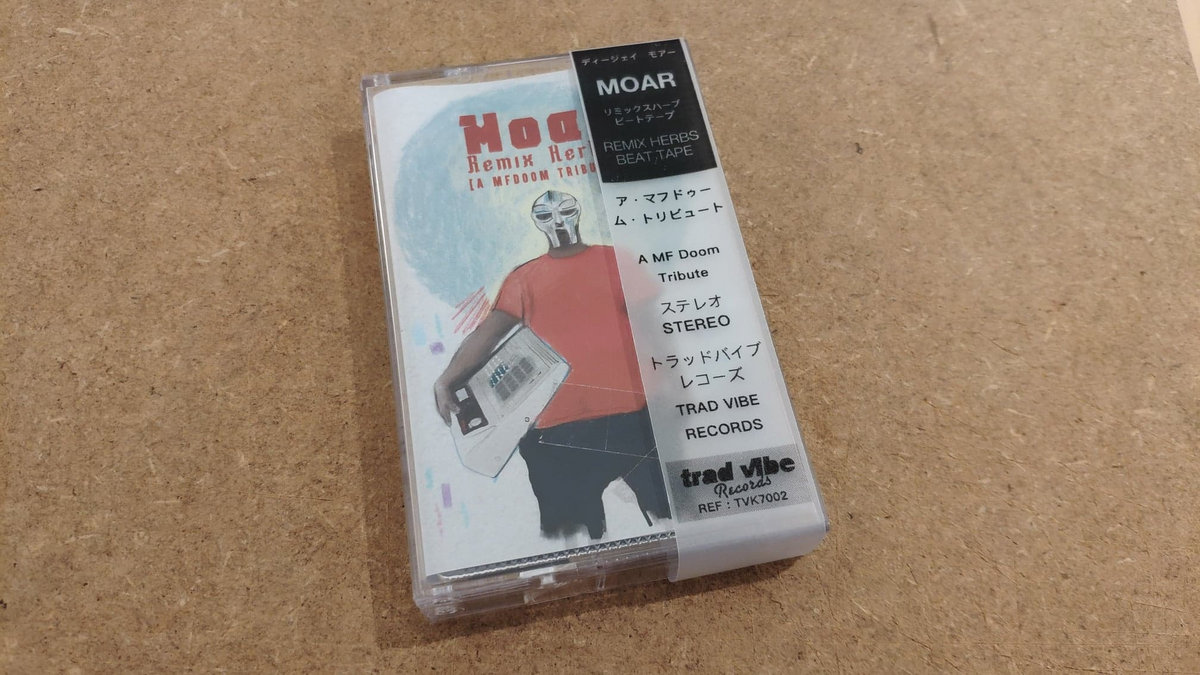 Moa
Remix Her
[A MFDOOM TRIBU
ディージェイ モアー
MOAR
リミックスハーブ
ビートテープ
REMIX HERBS
BEAT TAPE
ア・マフドゥー
ム・トリビュート
A MF Doom
Tribute
ステレオ
STEREO
トラッドバイブ
レコーズ
TRAD VIBE
RECORDS
trad vibe
Records
REF : TVK7002